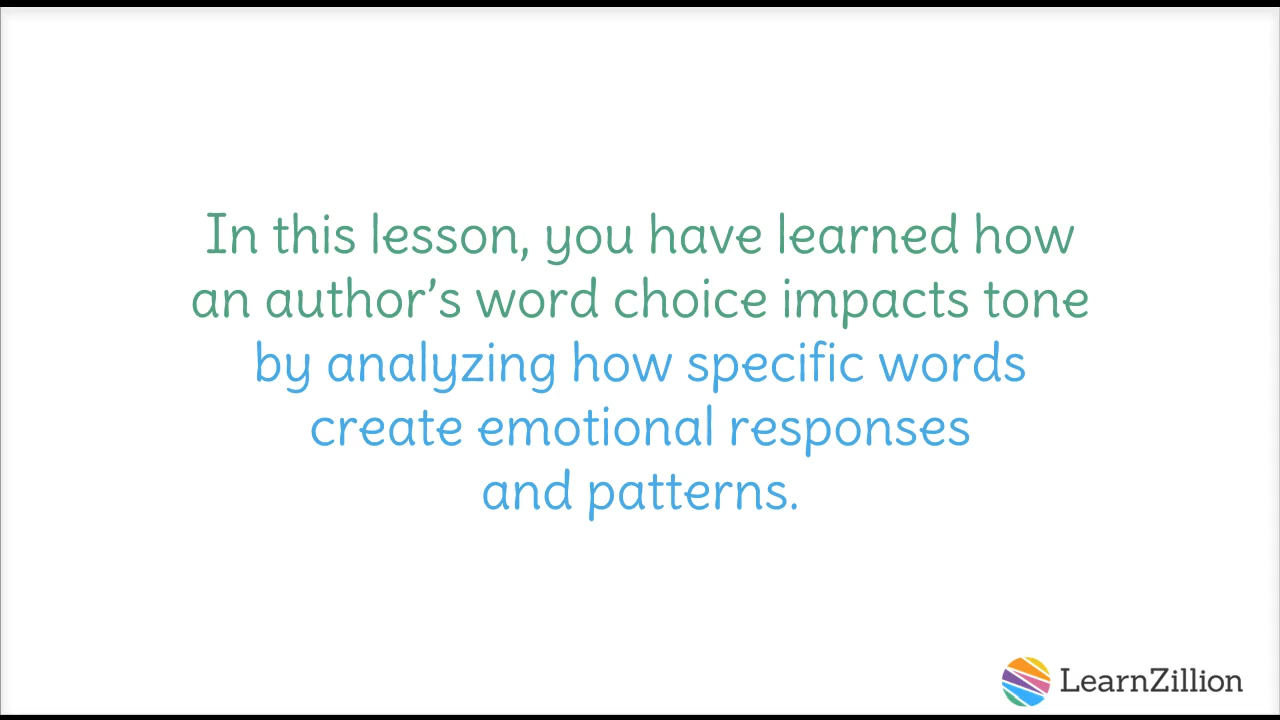 In this lesson, you have learned how
an author’s word choice impacts tone
by analyzing how specific words
create emotional responses
and patterns.
LearnZillion